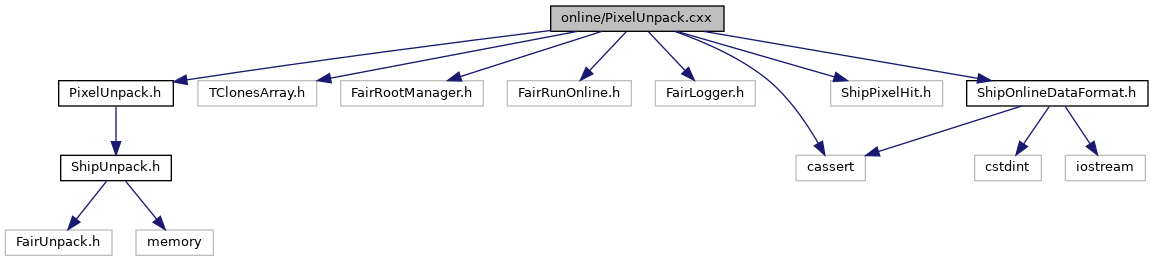 online/PixelUnpack.cxx
PixelUnpack.h
TClonesArray.h
FairRootManager.h
FairRunOnline.h
FairLogger.h
ShipPixelHit.h
ShipOnlineDataFormat.h
ShipUnpack.h
cassert
cstdint
iostream
FairUnpack.h
memory